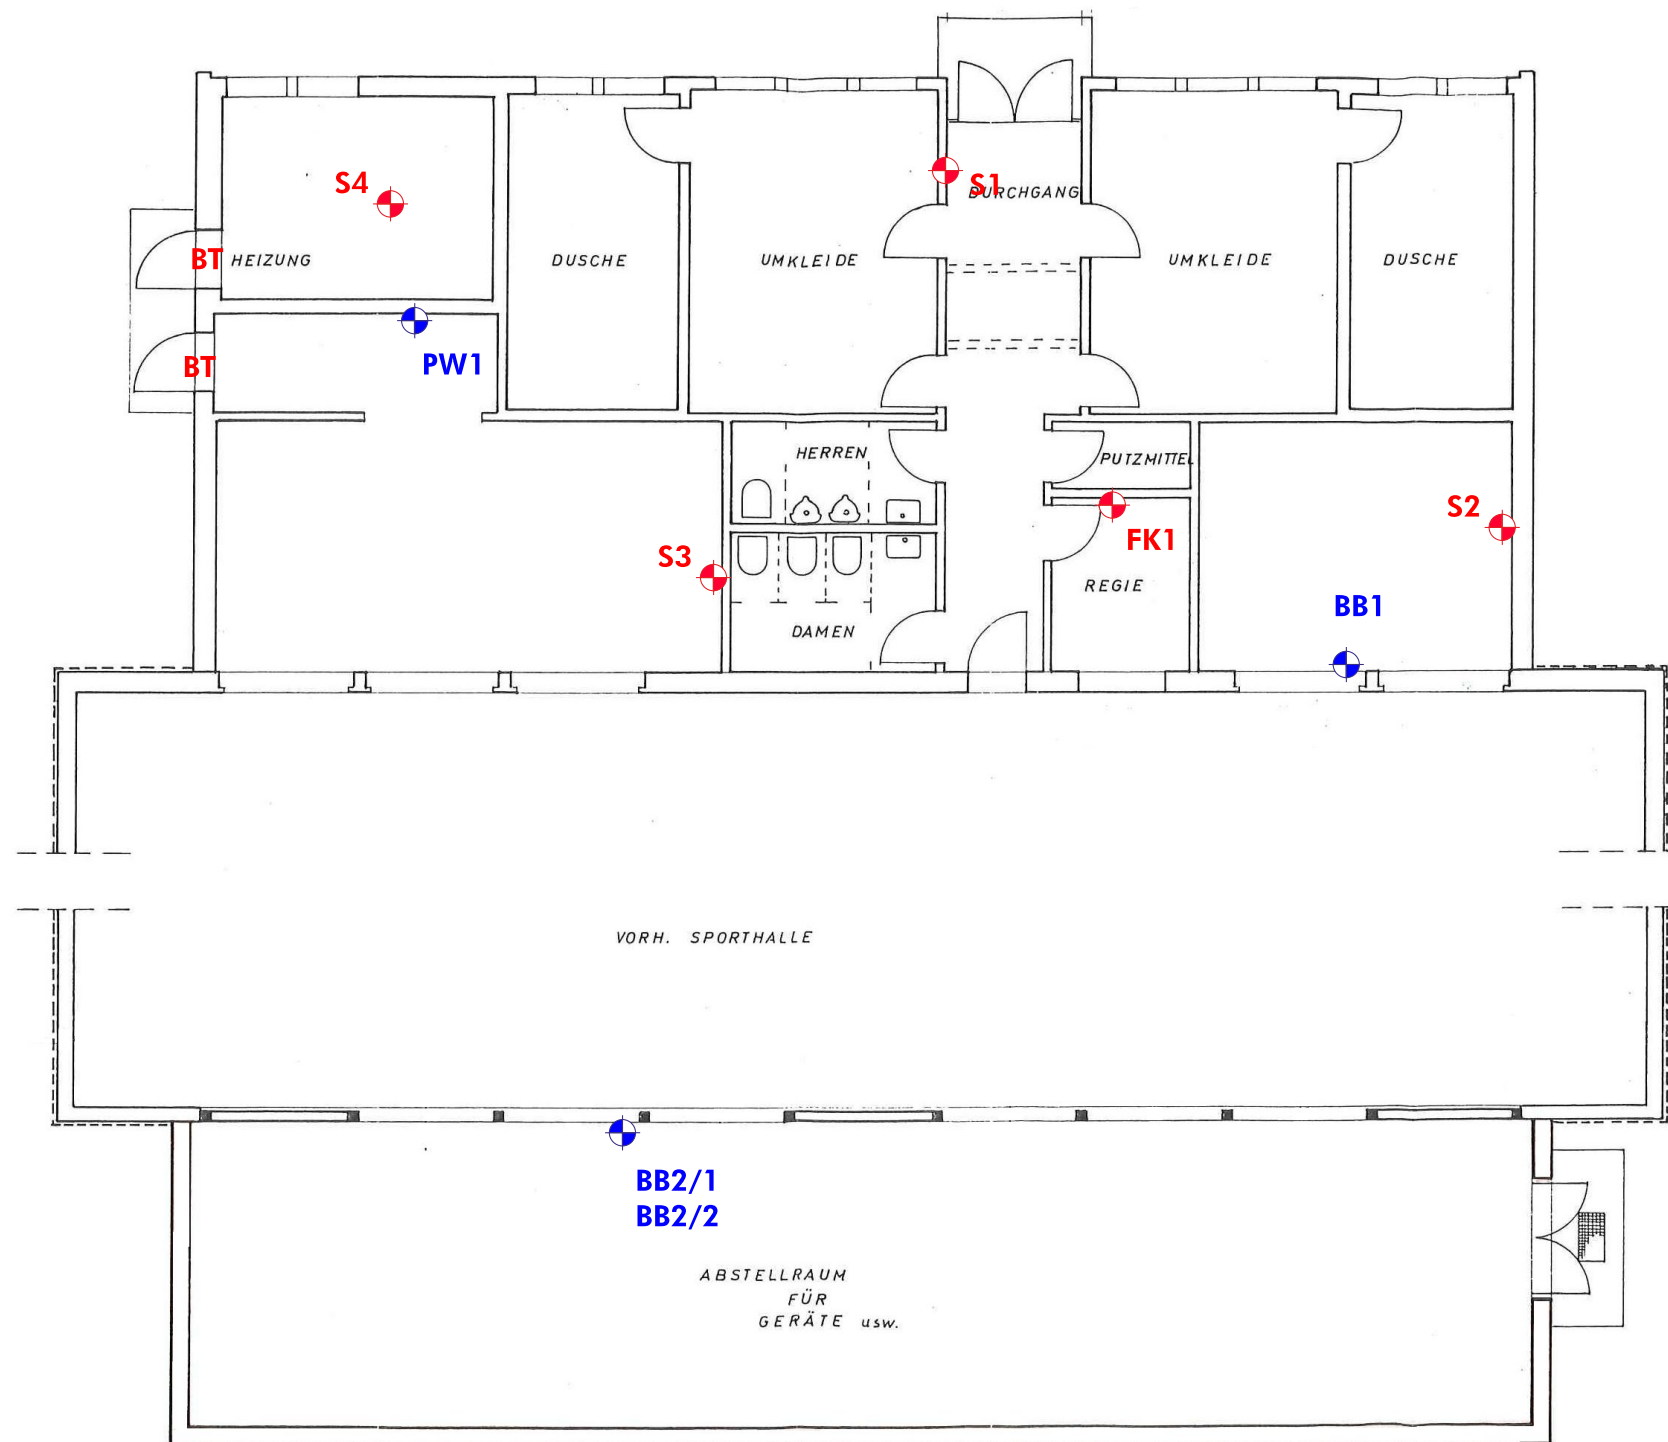 S4
S1
DURCHGANG
BT
HEIZUNG
DUSCHE
UMKLEIDE
UMKLEIDE
DUSCHE
BT
PW1
HERREN
PUTZMITTEL
S2
FK1
S3
REGIE
BB1
DAMEN
VORH. SPORTHALLE
BB2/1
BB2/2
ABSTELLRAUM
FÜR
GERÄTE usw.